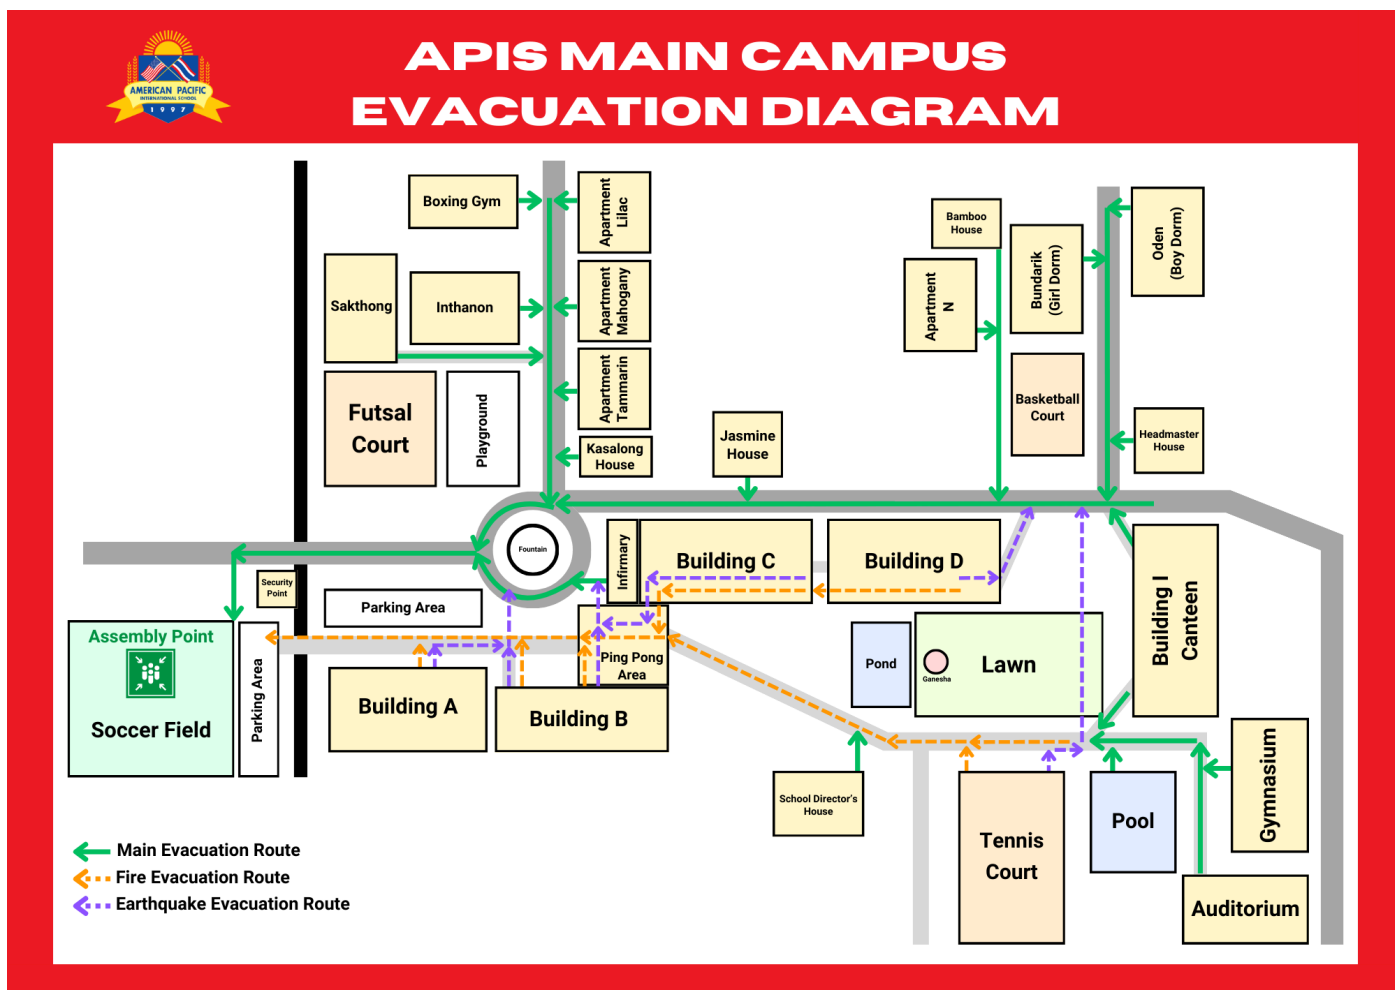 APIS MAIN CAMPUS
EVACUATION DIAGRAM
AMERICAN PACIFIC
INTERNATIONAL SCHOOL
1997
Boxing Gym
Apartment
Lilac
Sakthong
Inthanon
Apartment
Mahogany
Futsal
Court
Playground
Apartment
Tammarin
Kasalong
House
Jasmine
House
Bamboo
House
Apartment
N
Bundarik
(Girl Dorm)
Oden
(Boy Dorm)
Basketball
Court
Headmaster
House
Fountain
Infirmary
Building C
Building D
Building I
Canteen
Security
Point
Parking Area
Assembly Point
Soccer Field
Parking Area
Building A
Building B
Ping Pong
Area
Pond
Ganesha
Lawn
School Director's
House
Tennis
Court
Pool
Gymnasium
Auditorium
Main Evacuation Route
Fire Evacuation Route
Earthquake Evacuation Route